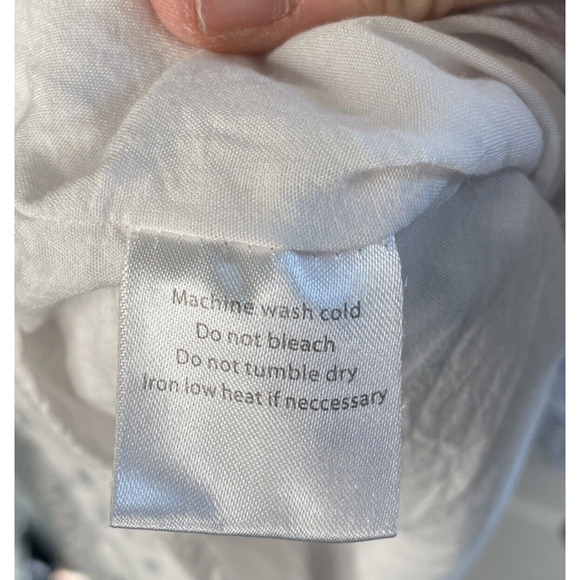 Machine wash cold
Do not bleach
Do not tumble dry
Iron low heat if neccessary